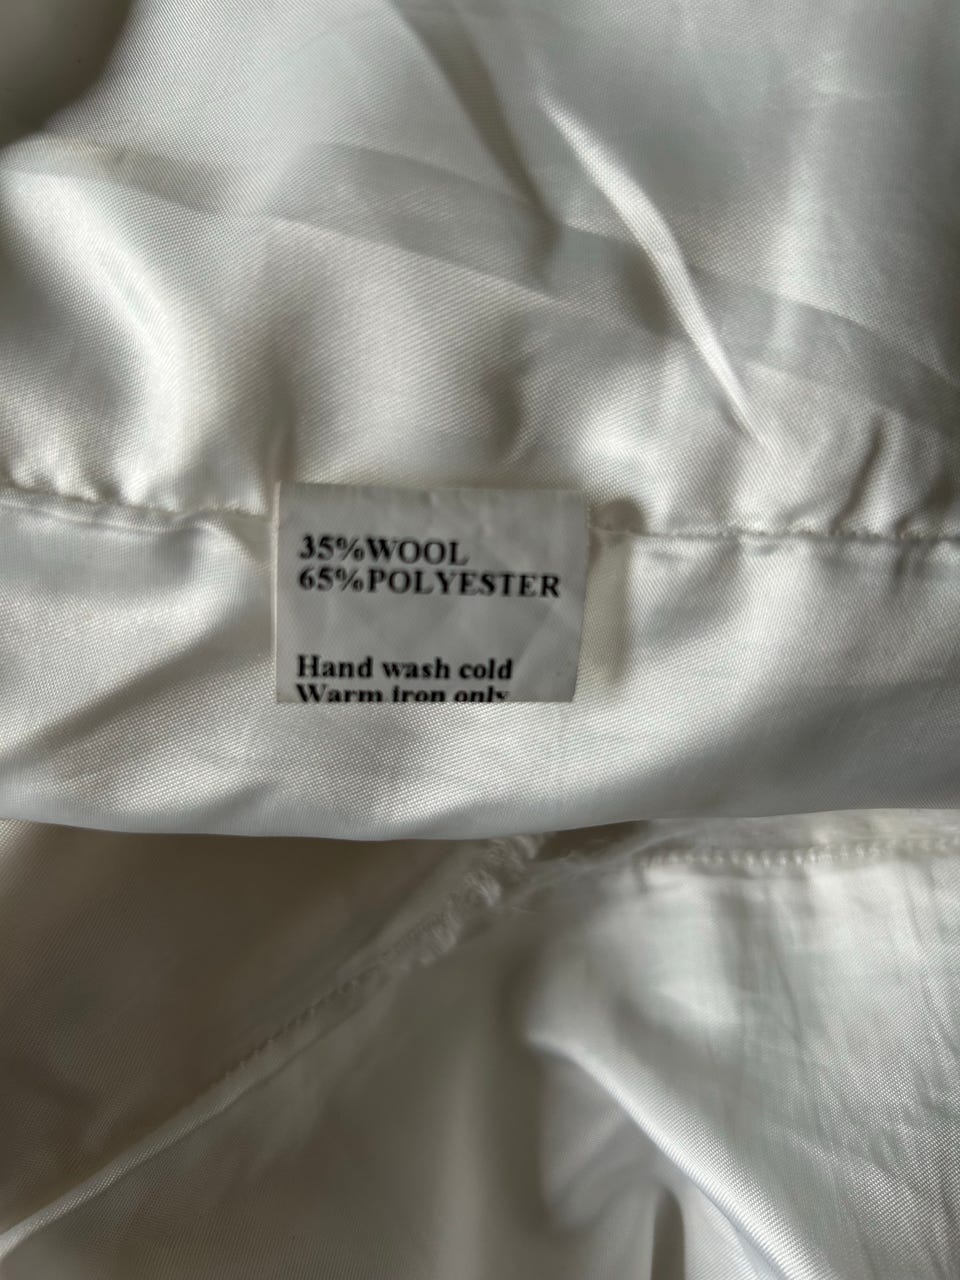 35%WOOL
65%POLYESTER
Hand wash cold
Warm iron only